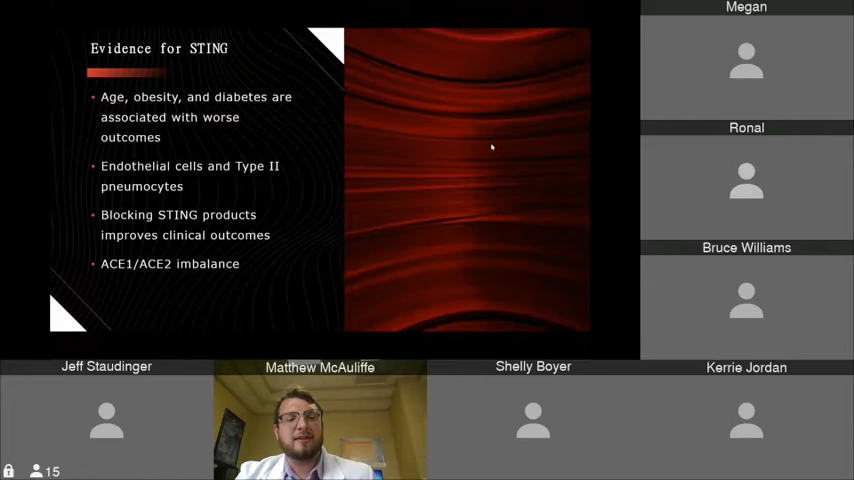 Evidence for STING
• Age, obesity, and diabetes are
associated with worse
outcomes
• Endothelial cells and Type II
pneumocytes
• Blocking STING products
improves clinical outcomes
• ACE1/ACE2 imbalance
Megan
Ronal
Bruce Williams
Jeff Staudinger
Matthew McAuliffe
Shelly Boyer
Kerrie Jordan
15